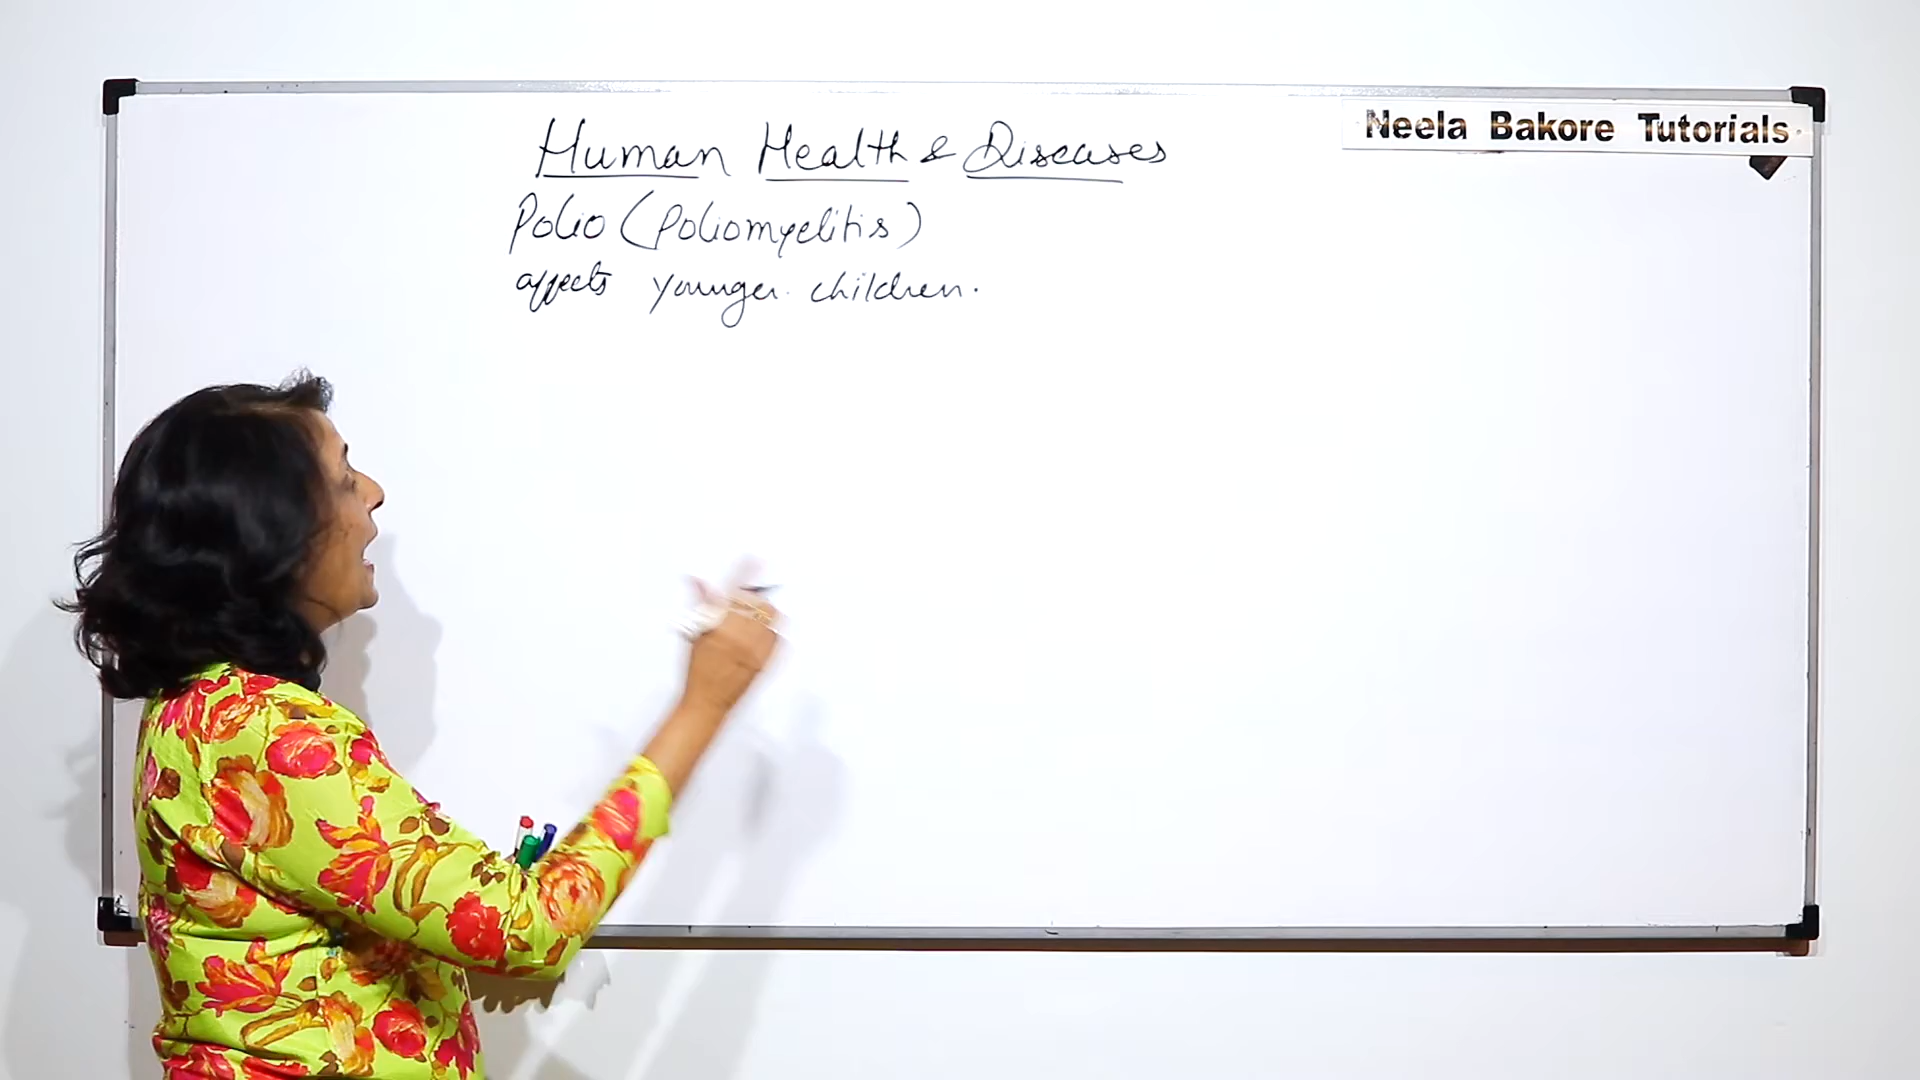 Human Health & Diseases
Neela Bakore Tutorials
Polio (Poliomyelitis)
affects younger children.